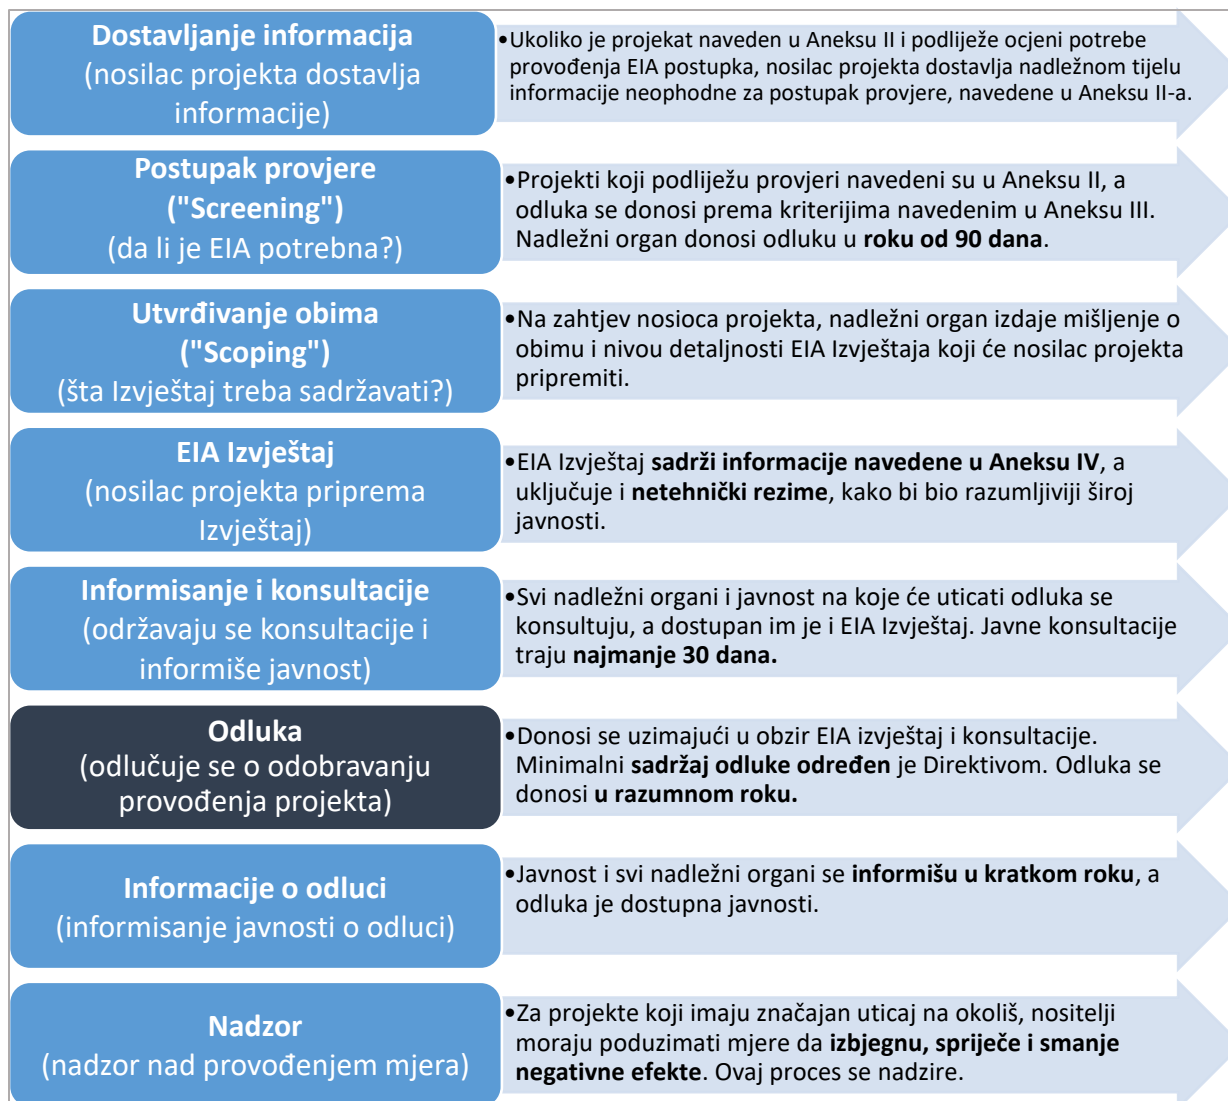 Dostavljanje informacija
(nosilac projekta dostavlja
informacije)
•Ukoliko je projekat naveden u Aneksu II i podliježe ocjeni potrebe
provođenja EIA postupka, nosilac projekta dostavlja nadležnom tijelu
informacije neophodne za postupak provjere, navedene u Aneksu II-a.
Postupak provjere
("Screening")
(da li je EIA potrebna?)
•Projekti koji podliježu provjeri navedeni su u Aneksu II, a
odluka se donosi prema kriterijima navedenim u Aneksu III.
Nadležni organ donosi odluku u roku od 90 dana.
Utvrđivanje obima
("Scoping")
(šta Izvještaj treba sadržavati?)
•Na zahtjev nosioca projekta, nadležni organ izdaje mišljenje o
obimu i nivou detaljnosti EIA Izvještaja koji će nosilac projekta
pripremiti.
EIA Izvještaj
(nosilac projekta priprema
Izvještaj)
•EIA Izvještaj sadrži informacije navedene u Aneksu IV, a
uključuje i netehnički rezime, kako bi bio razumljiviji široj
javnosti.
Informisanje i konsultacije
(održavaju se konsultacije i
informiše javnost)
•Svi nadležni organi i javnost na koje će uticati odluka se
konsultuju, a dostupan im je i EIA Izvještaj. Javne konsultacije
traju najmanje 30 dana.
Odluka
(odlučuje se o odobravanju
provođenja projekta)
•Donosi se uzimajući u obzir EIA izvještaj i konsultacije.
Minimalni sadržaj odluke određen je Direktivom. Odluka se
donosi u razumnom roku.
Informacije o odluci
(informisanje javnosti o odluci)
•Javnost i svi nadležni organi se informišu u kratkom roku, a
odluka je dostupna javnosti.
Nadzor
(nadzor nad provođenjem mjera)
•Za projekte koji imaju značajan uticaj na okoliš, nositelji
moraju poduzimati mjere da izbjegnu, spriječe i smanje
negativne efekte. Ovaj proces se nadzire.